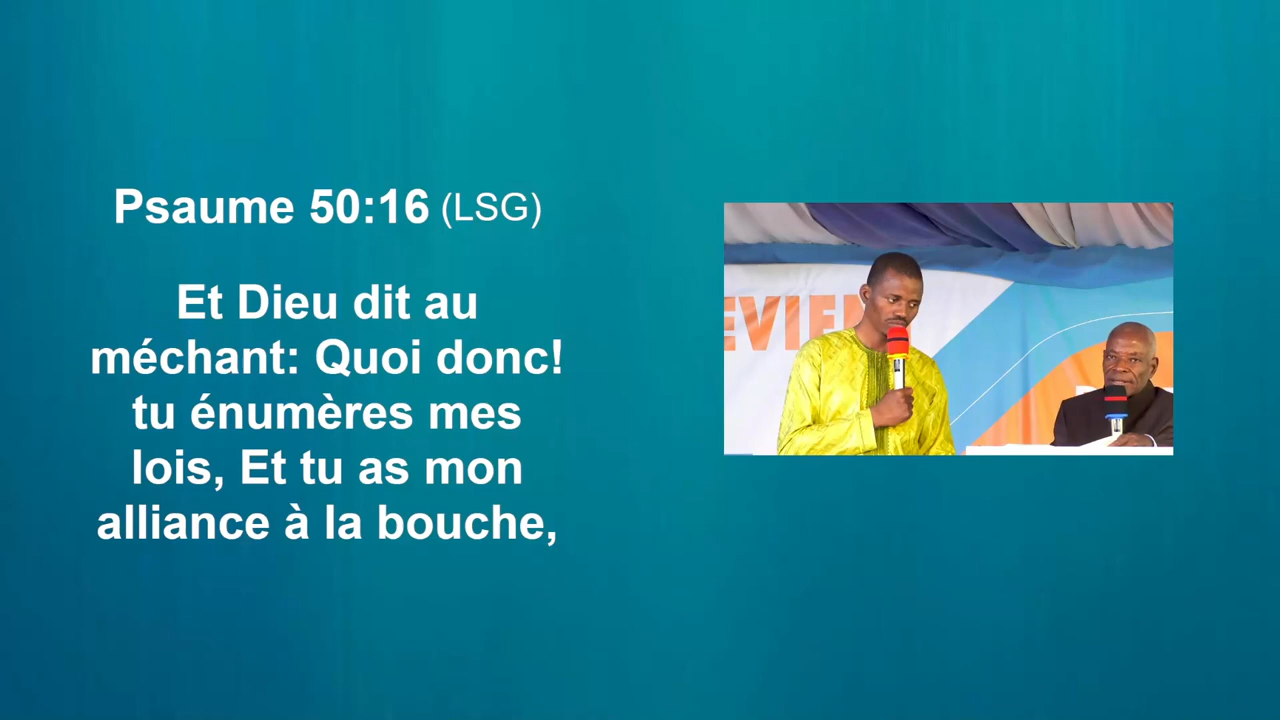 Psaume 50:16 (LSG)
Et Dieu dit au
méchant: Quoi donc!
tu énumères mes
lois, Et tu as mon
alliance à la bouche,